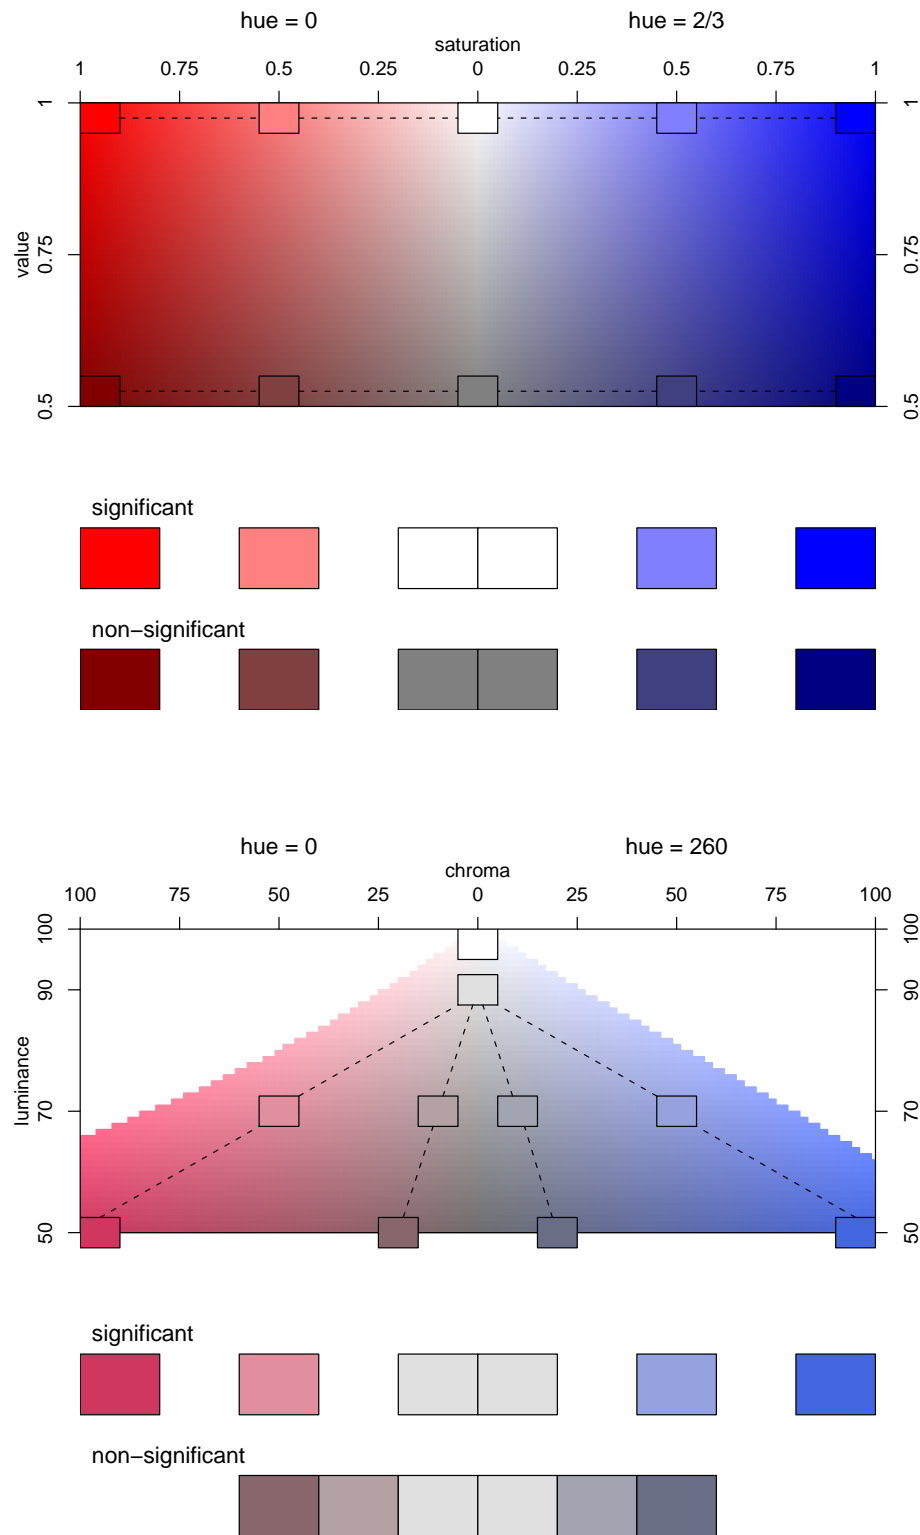 hue = 0 hue = 2/3
saturation
1 0.75 0.5 0.25 0 0.25 0.5 0.75 1
value
0.5 0.75 1
0.5 0.75 1
significant
non−significant
hue = 0 hue = 260
chroma
100 75 50 25 0 25 50 75 100
luminance
50 70 90 100
50 70 90 100
significant
non−significant